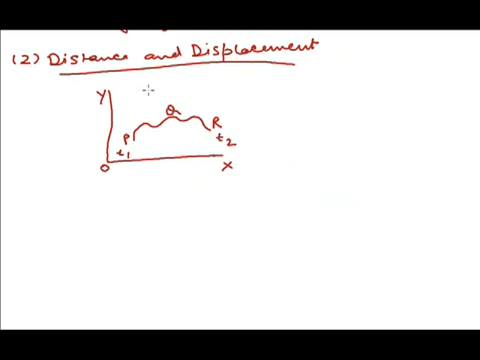 (2) Distance and Displacement
Y
Q
P
R
t1
t2
O
X